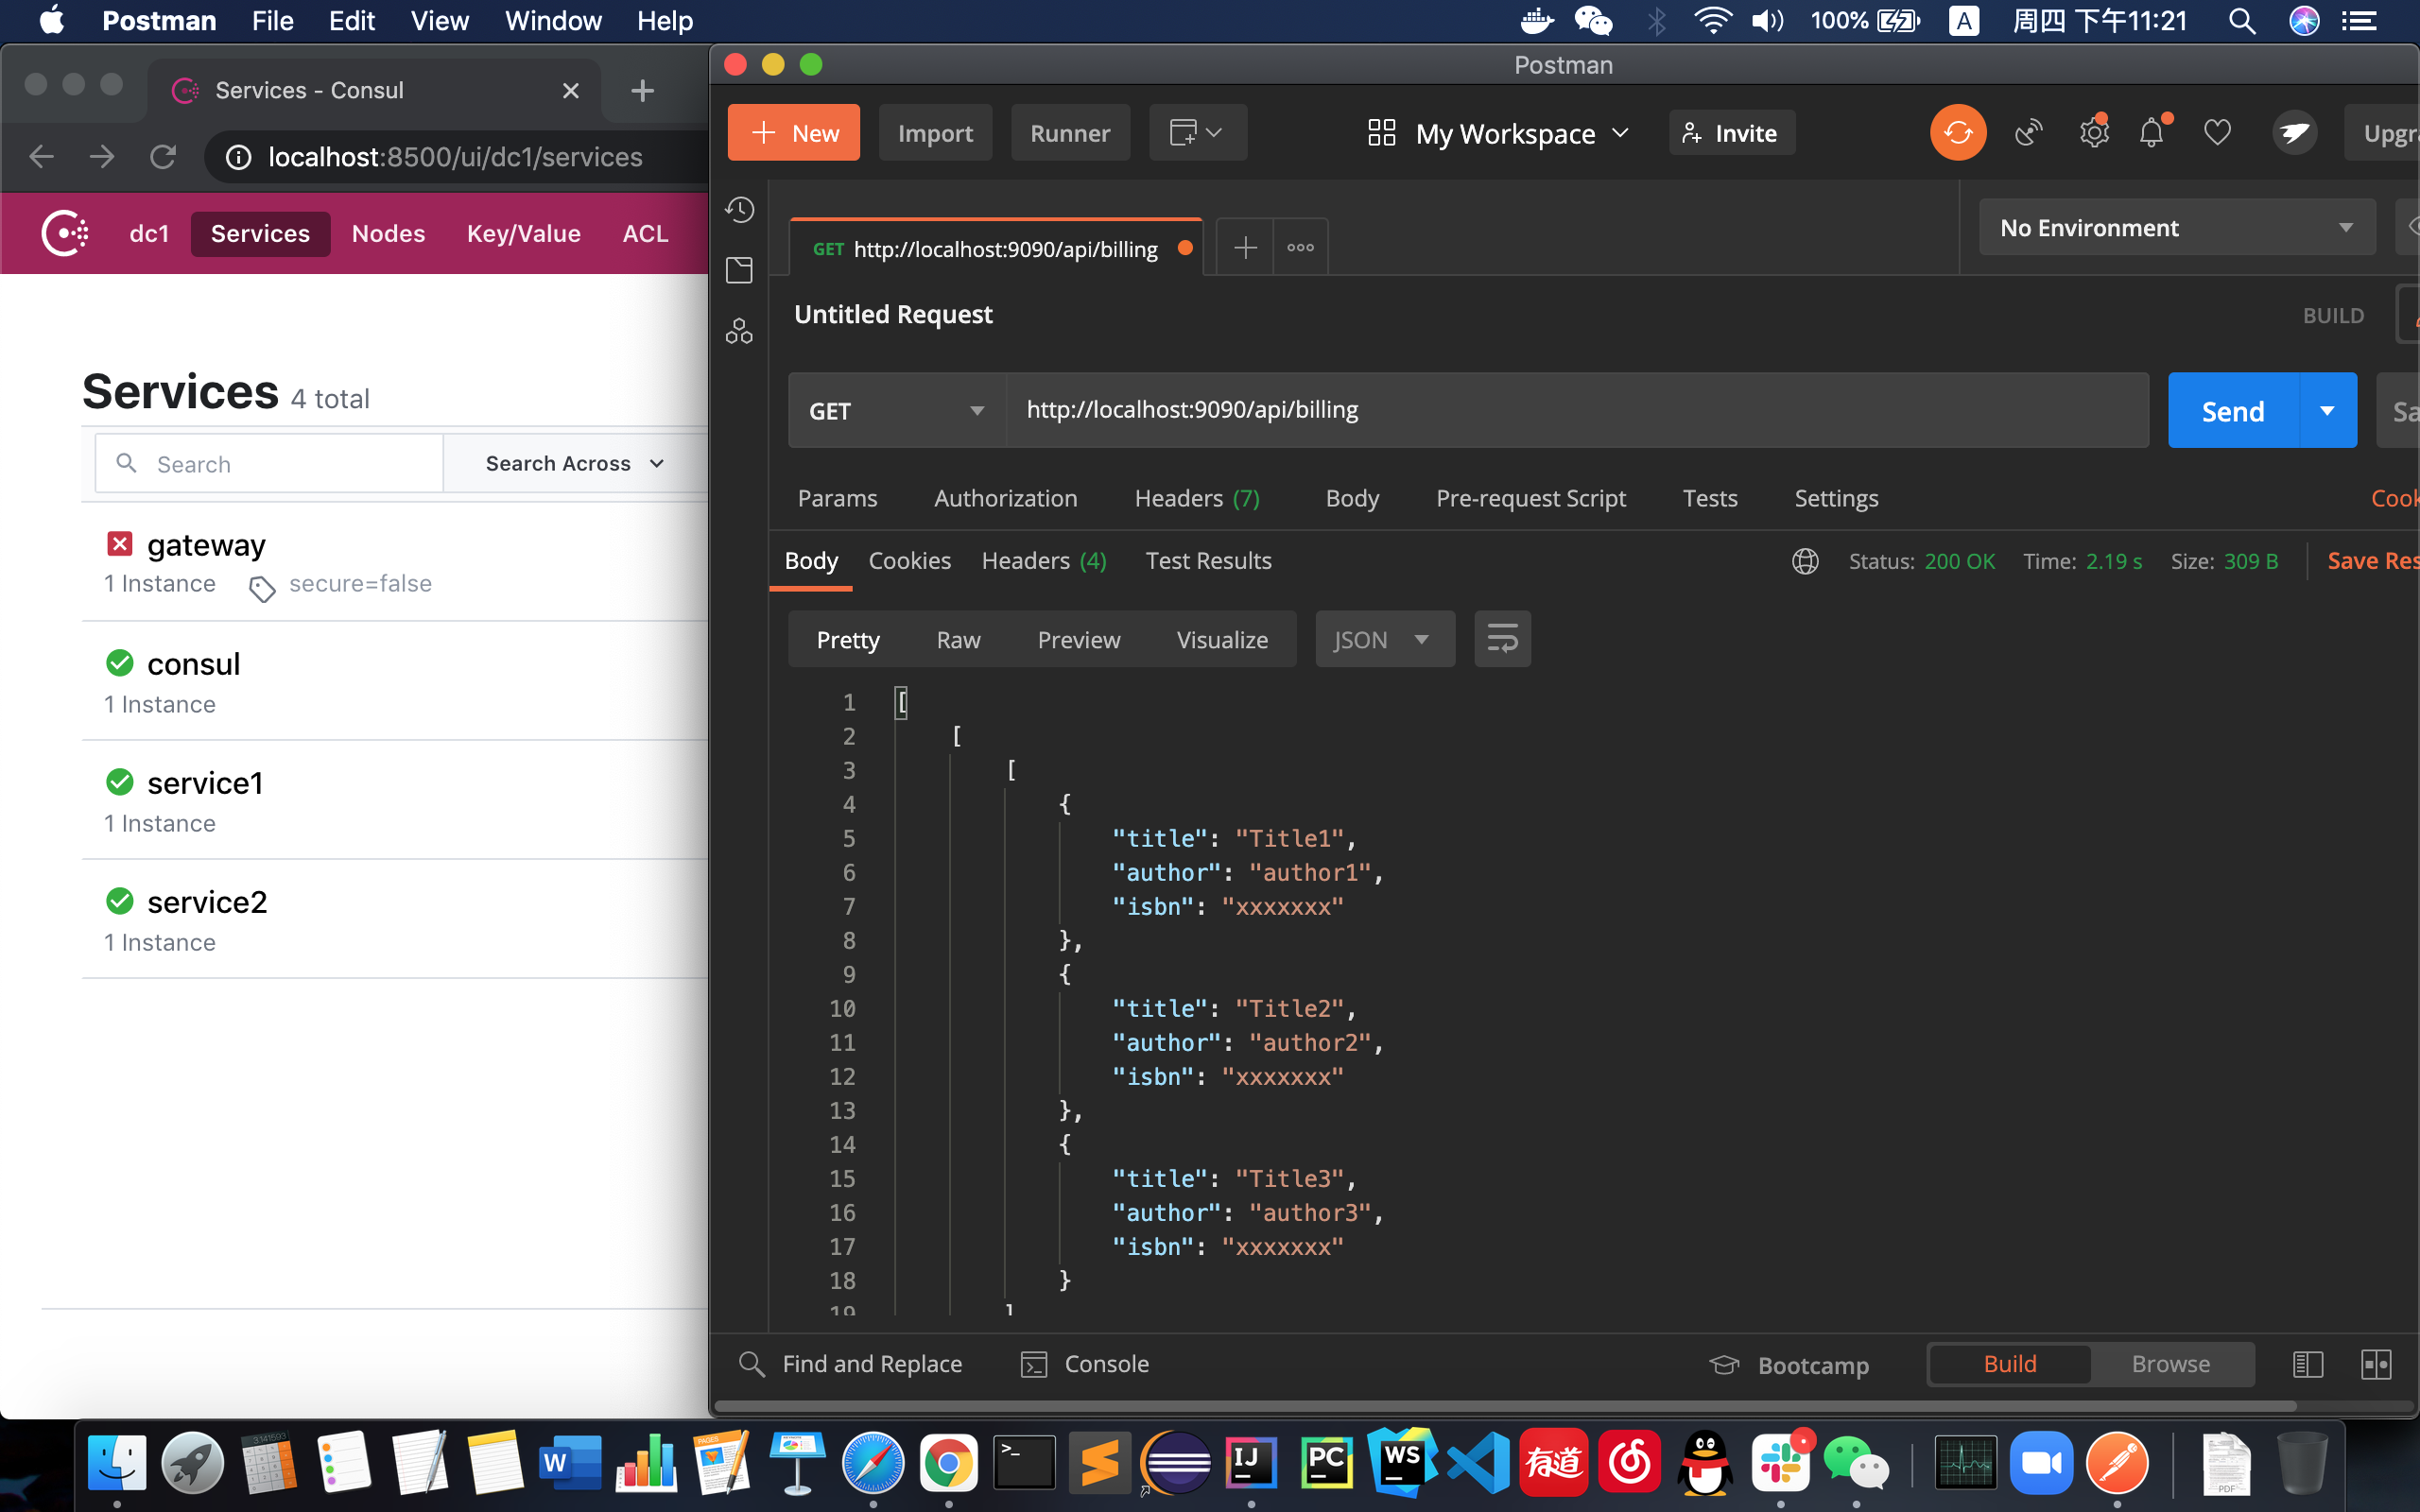 Postman File Edit View Window Help
100% A 周四 下午11:21
Services - Consul
localhost:8500/ui/dc1/services
dc1 Services Nodes Key/Value ACL
Services 4 total
Search Search Across
gateway
1 Instance secure=false
consul
1 Instance
service1
1 Instance
service2
1 Instance
Postman
New Import Runner My Workspace Invite
GET http://localhost:9090/api/billing
No Environment
Untitled Request
BUILD
GET http://localhost:9090/api/billing Send
Params Authorization Headers (7) Body Pre-request Script Tests Settings
Body Cookies Headers (4) Test Results Status: 200 OK Time: 2.19 s Size: 309 B Save Res
Pretty Raw Preview Visualize JSON
1 [
2 [
3 [
4 {
5 "title": "Title1",
6 "author": "author1",
7 "isbn": "xxxxxxx"
8 },
9 {
10 "title": "Title2",
11 "author": "author2",
12 "isbn": "xxxxxxx"
13 },
14 {
15 "title": "Title3",
16 "author": "author3",
17 "isbn": "xxxxxxx"
18 }
19 ]
Find and Replace Console Bootcamp Build Browse
W >_ IJ PC WS 有道 PDF